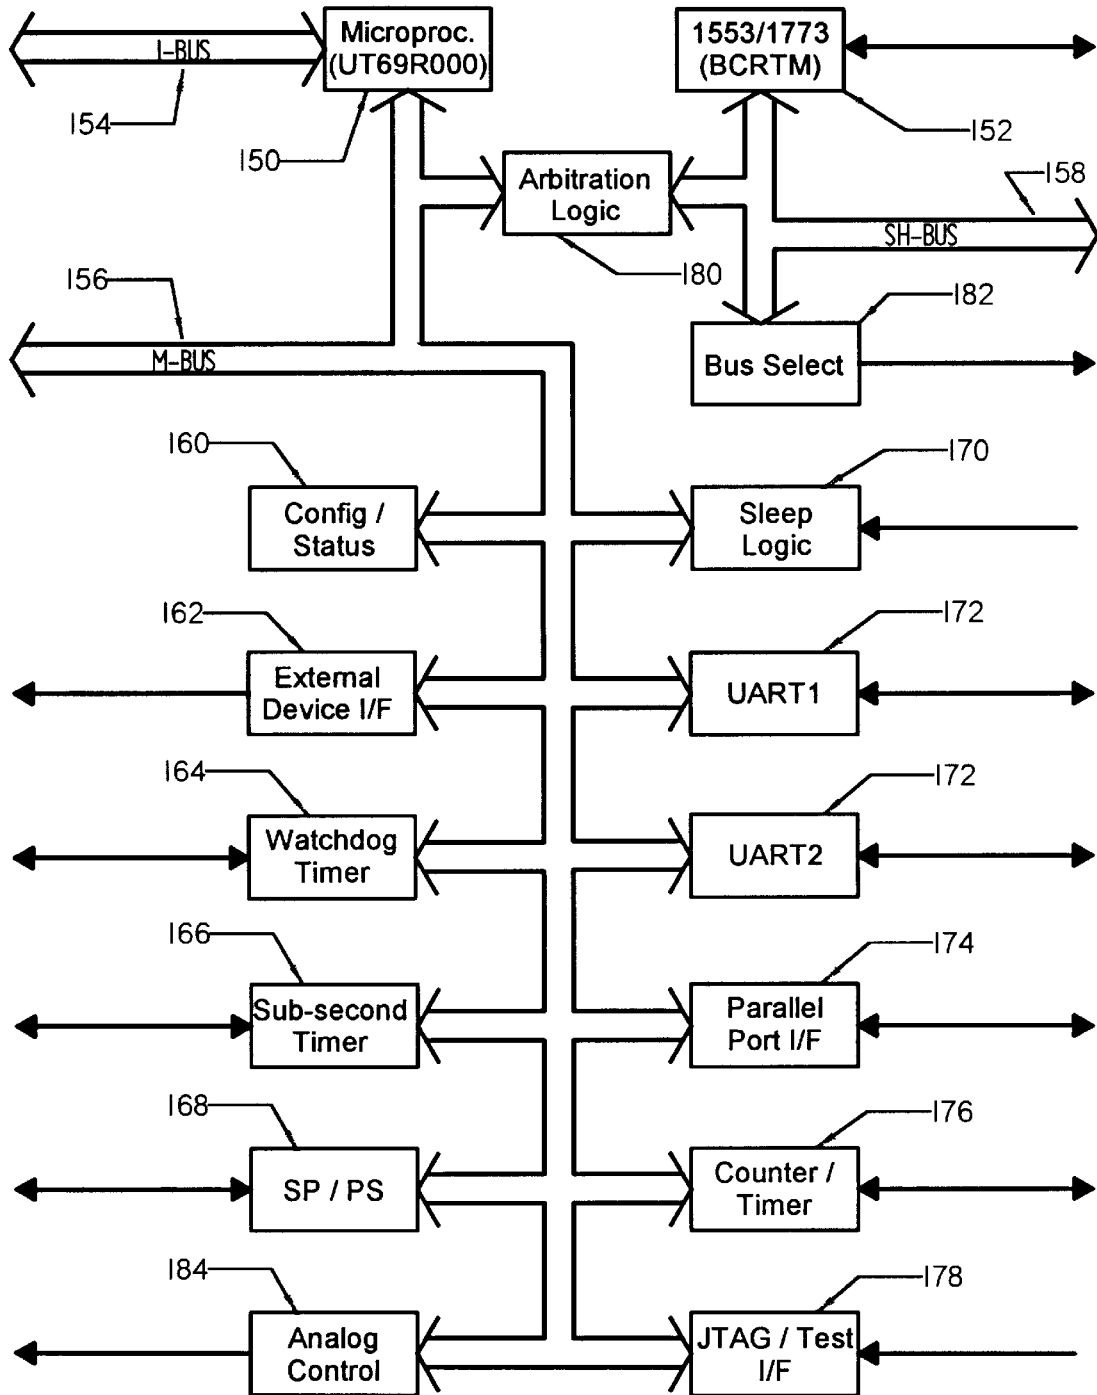 I-BUS
Microproc.
(UT69R000)
1553/1773
(BCRTM)
154
150
152
Arbitration
Logic
158
SH-BUS
180
156
182
M-BUS
Bus Select
160
170
Config /
Status
Sleep
Logic
162
172
External
Device I/F
UART1
164
172
Watchdog
Timer
UART2
166
174
Sub-second
Timer
Parallel
Port I/F
168
176
SP / PS
Counter /
Timer
184
178
Analog
Control
JTAG / Test
I/F